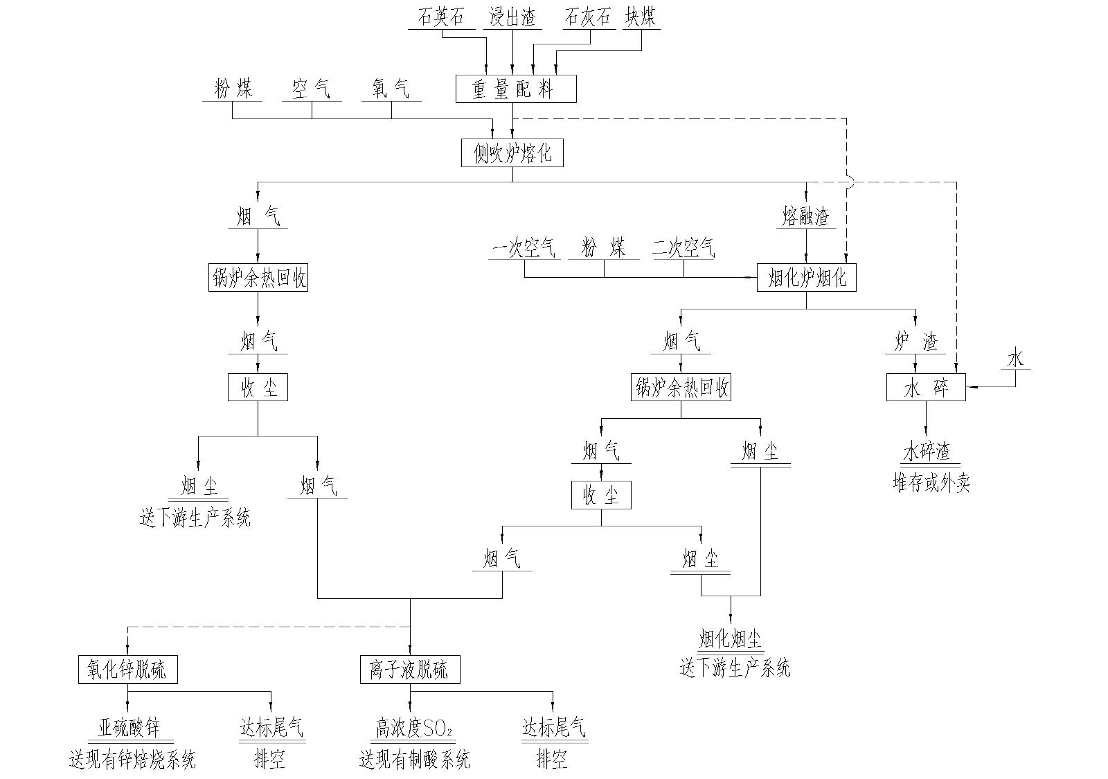 石英石 浸出渣 石灰石 块煤
重量配料
粉煤 空气 氧气
侧吹炉熔化
烟气 熔融渣
一次空气 粉煤 二次空气
锅炉余热回收 烟化炉烟化
烟气 烟气 炉渣
水
收尘 锅炉余热回收 水碎
烟气 烟尘 水碎渣
烟尘 烟气 堆存或外卖
收尘
送下游生产系统
烟气 烟尘
烟化烟尘
氧化锌脱硫 离子液脱硫 送下游生产系统
亚硫酸锌 达标尾气 高浓度SO₂ 达标尾气
送现有锌焙烧系统 排空 送现有制酸系统 排空